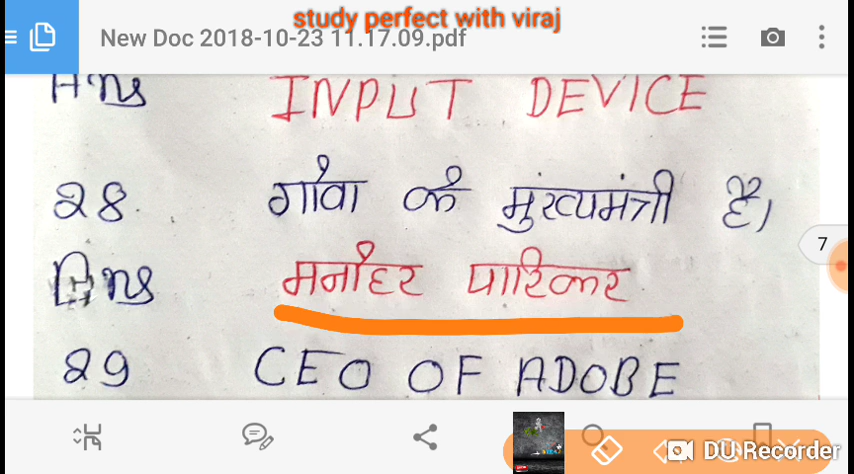 study perfect with viraj
New Doc 2018-10-23 11.17.09.pdf
Ans INPUT DEVICE
28 गोवा के मुख्यमंत्री है।
7
Ans मनोहर पारिकर
29 CEO OF ADOBE
DU Recorder